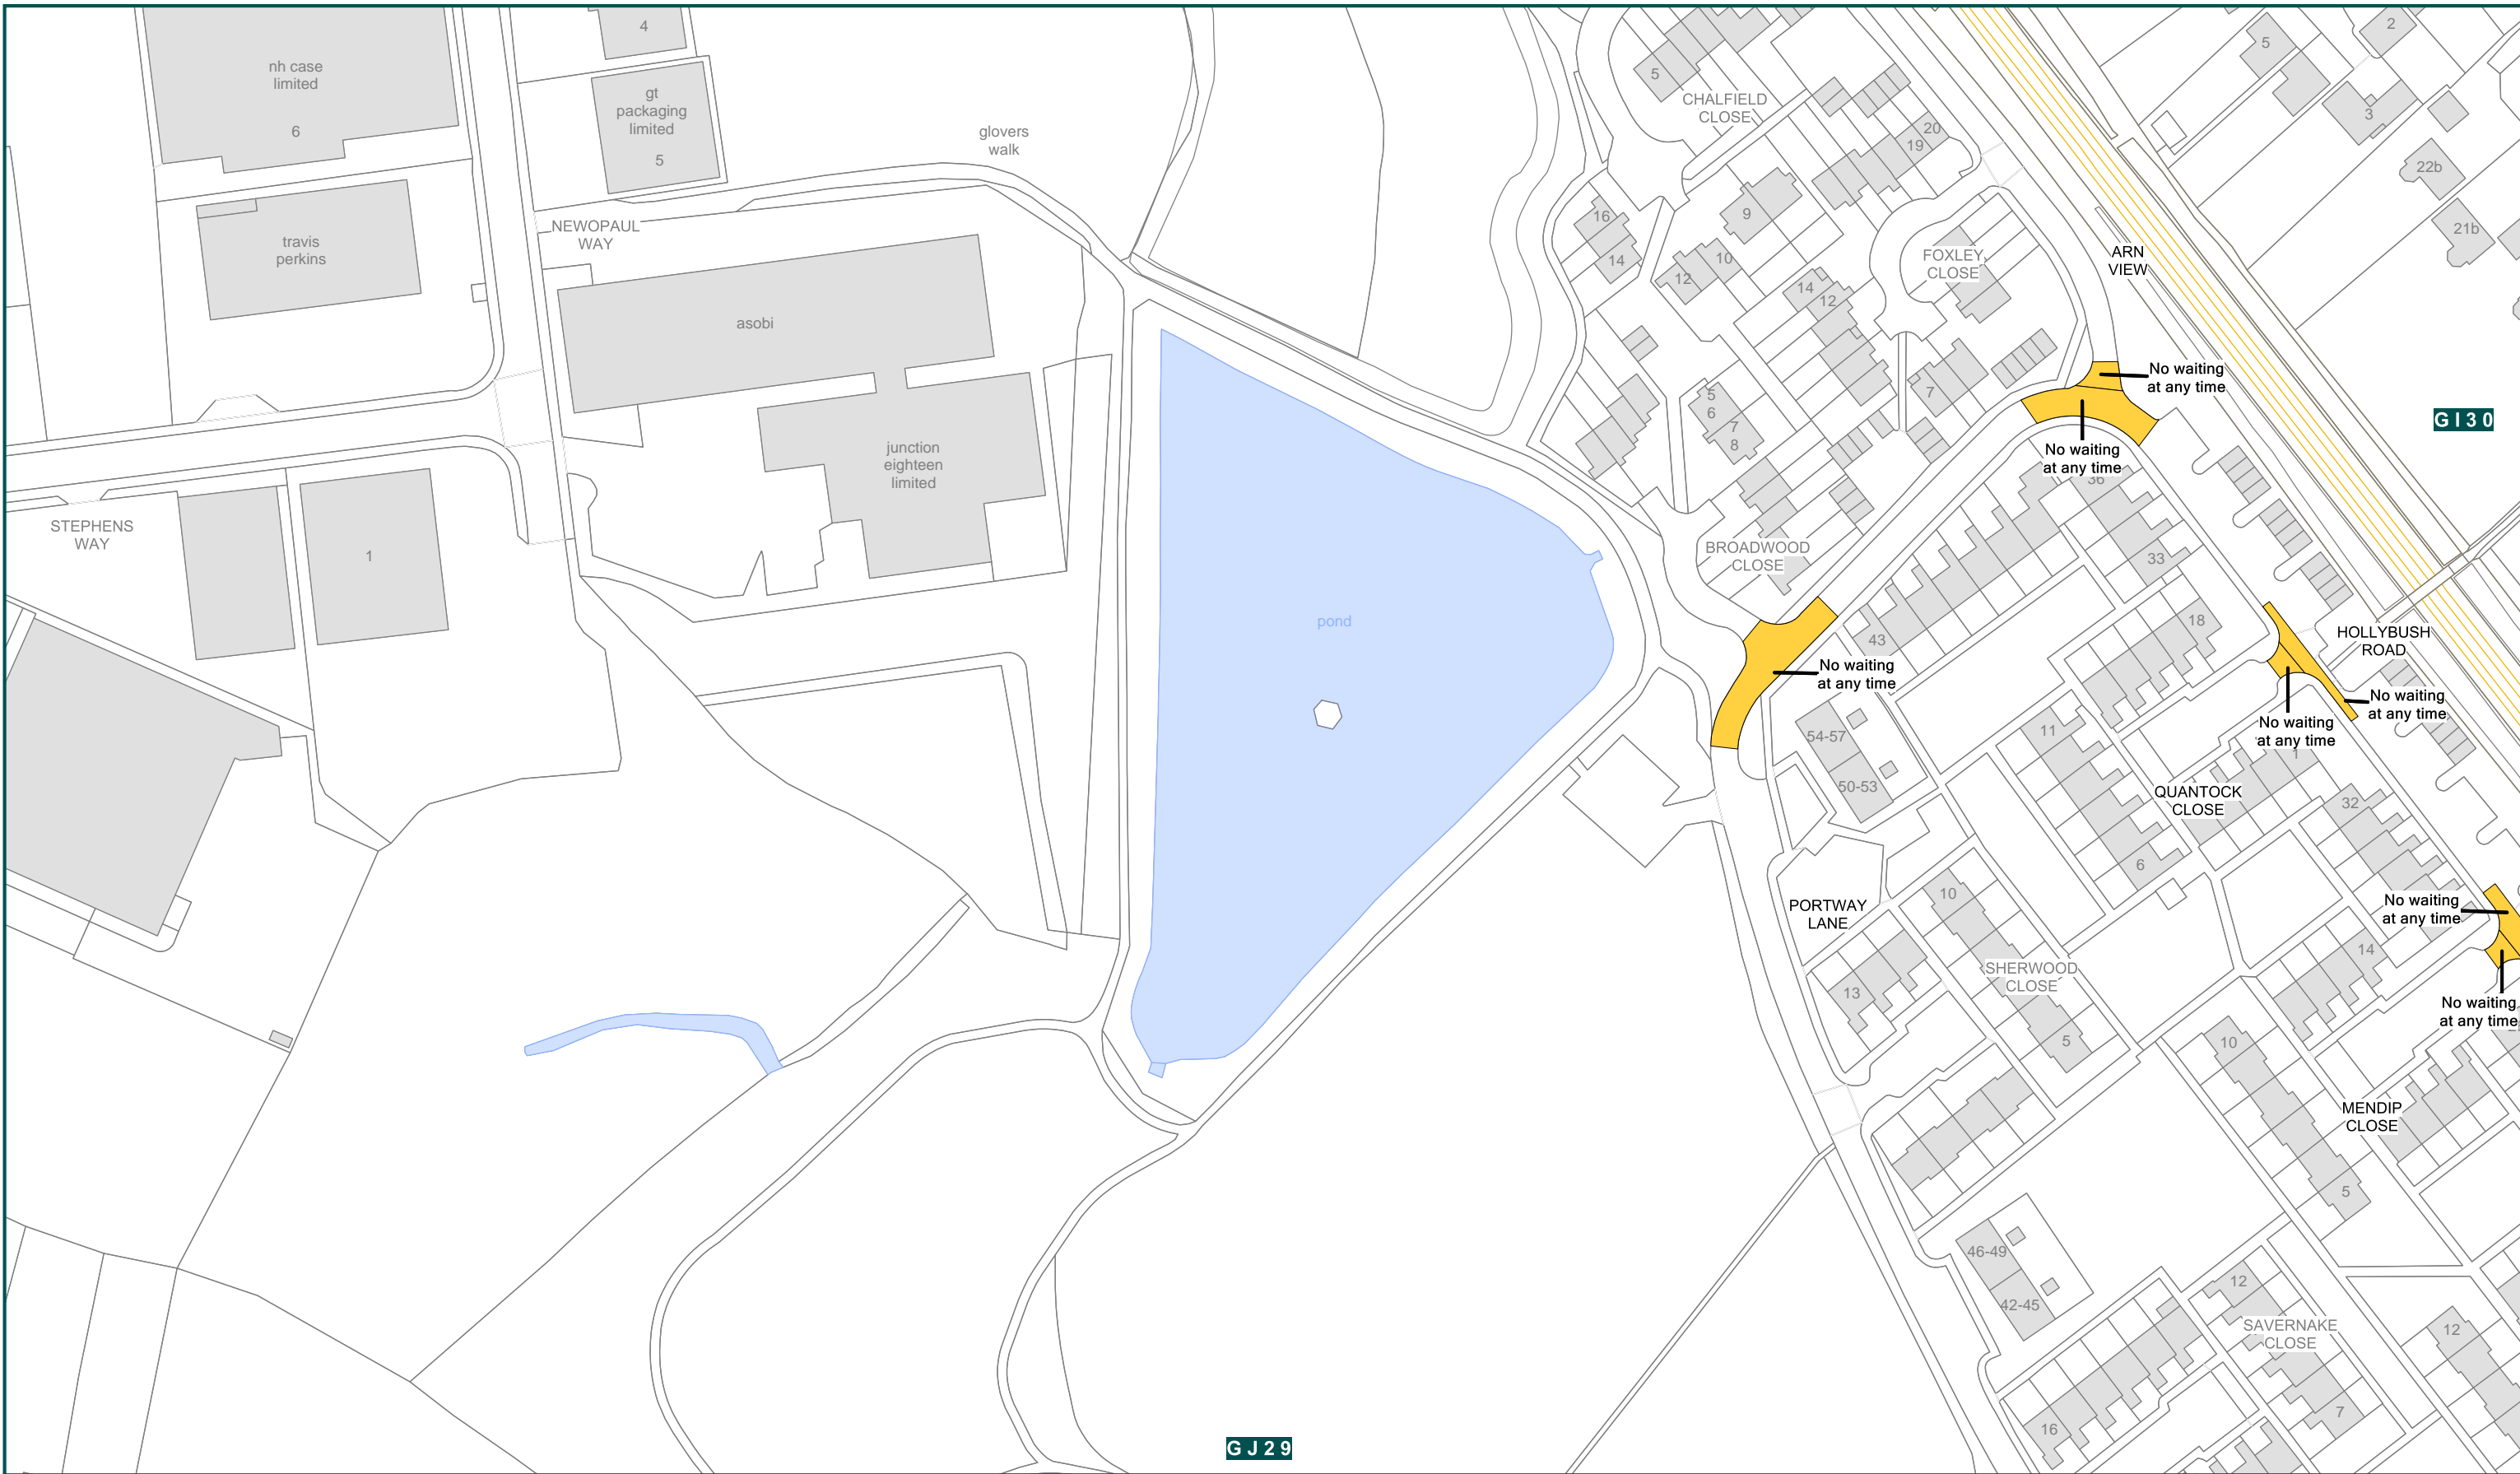 nh case
limited
6
4
gt
packaging
limited
5
glovers
walk
travis
perkins
NEWOPAUL
WAY
asobi
junction
eighteen
limited
STEPHENS
WAY
1
pond
5
CHALFIELD
CLOSE
20
19
16
14
9
12
10
FOXLEY
CLOSE
14
12
5
6
7
8
7
ARN
VIEW
5
2
3
22b
21b
No waiting
at any time
G I 3 0
No waiting
at any time
36
33
BROADWOOD
CLOSE
43
18
HOLLYBUSH
ROAD
No waiting
at any time
No waiting
at any time
No waiting
at any time
54-57
50-53
11
1
QUANTOCK
CLOSE
32
6
PORTWAY
LANE
10
No waiting
at any time
14
13
SHERWOOD
CLOSE
5
No waiting
at any time
10
MENDIP
CLOSE
5
46-49
42-45
12
SAVERNAKE
CLOSE
12
7
16
G J 2 9